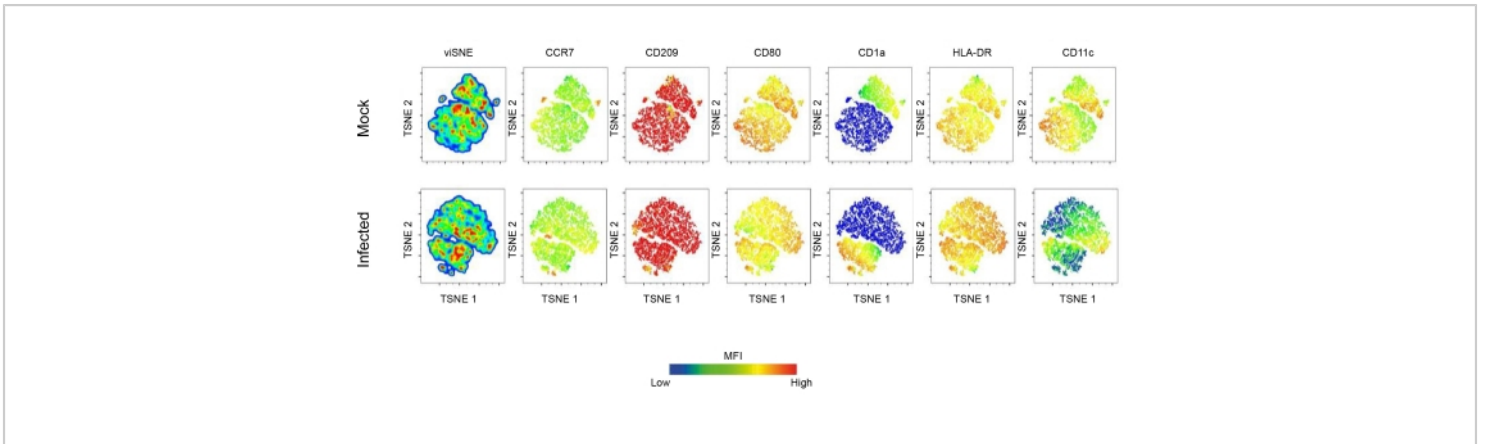 viSNE CCR7 CD209 CD80 CD1a HLA-DR CD11c
Mock
TSNE 2 TSNE 2 TSNE 2 TSNE 2 TSNE 2 TSNE 2 TSNE 2
Infected
TSNE 2 TSNE 2 TSNE 2 TSNE 2 TSNE 2 TSNE 2 TSNE 2
TSNE 1 TSNE 1 TSNE 1 TSNE 1 TSNE 1 TSNE 1 TSNE 1
MFI
Low High